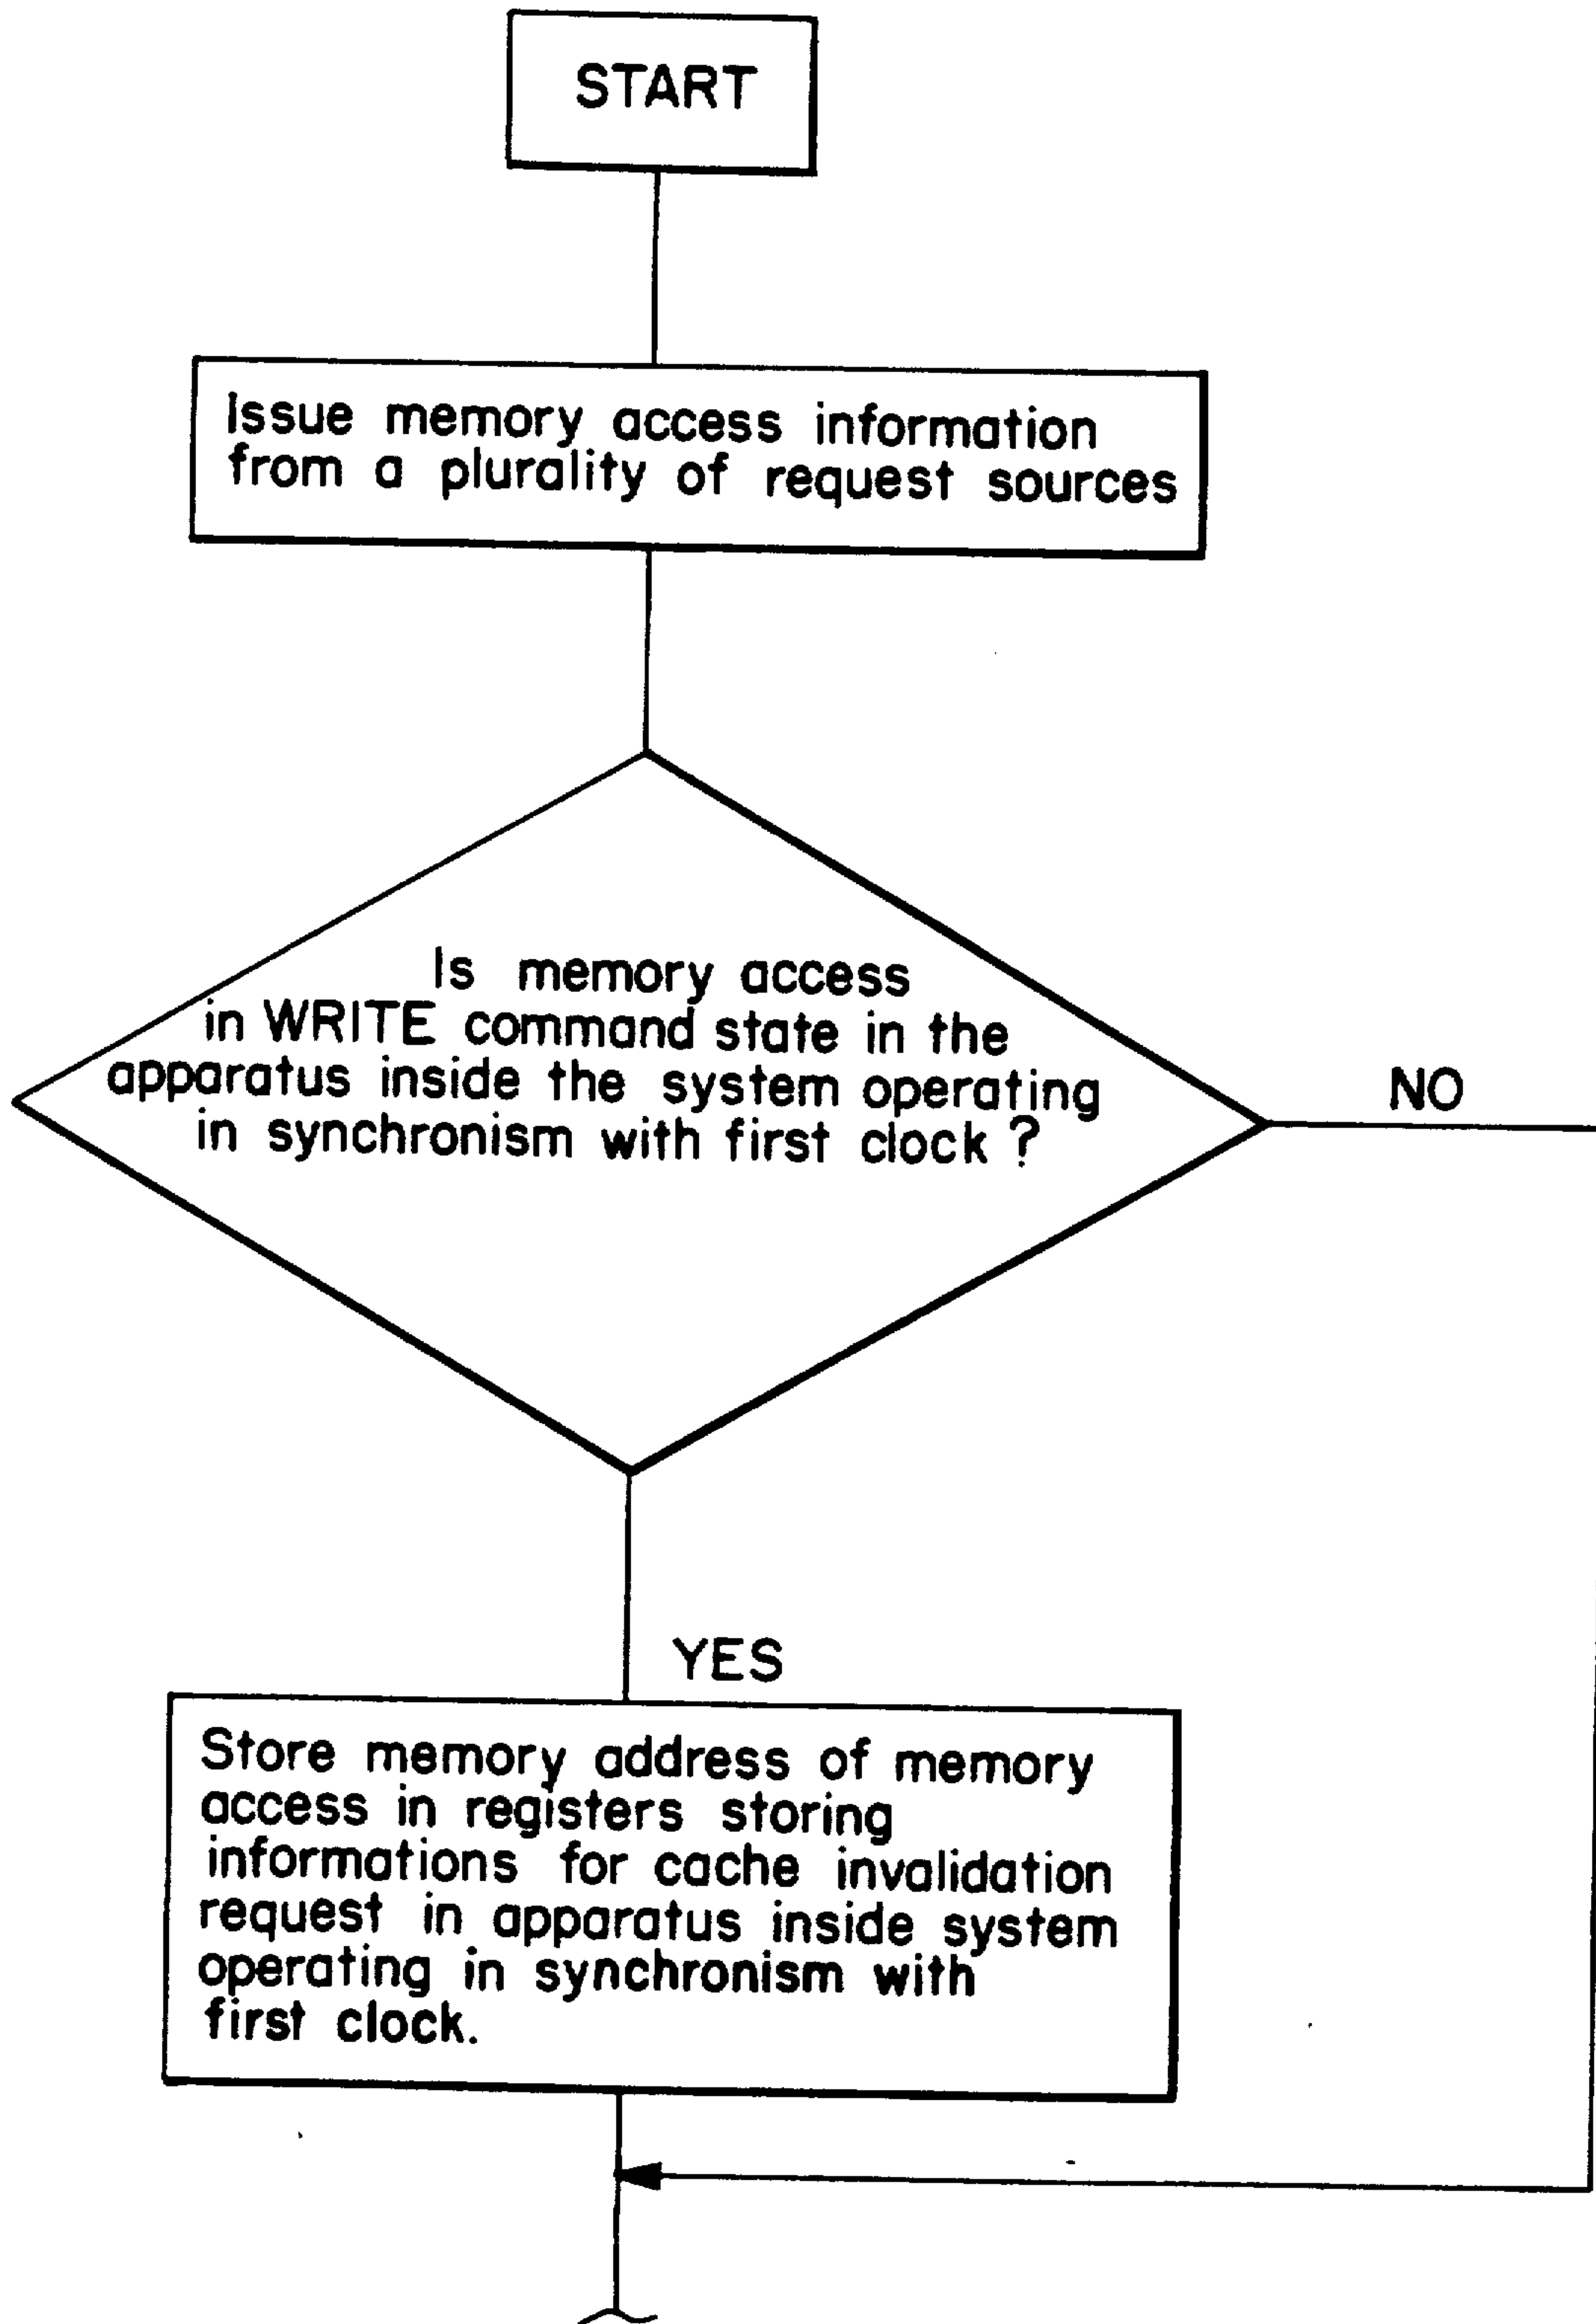 START
Issue memory access information
from a plurality of request sources
Is memory access
in WRITE command state in the
apparatus inside the system operating
in synchronism with first clock ?
NO
YES
Store memory address of memory
access in registers storing
informations for cache invalidation
request in apparatus inside system
operating in synchronism with
first clock.